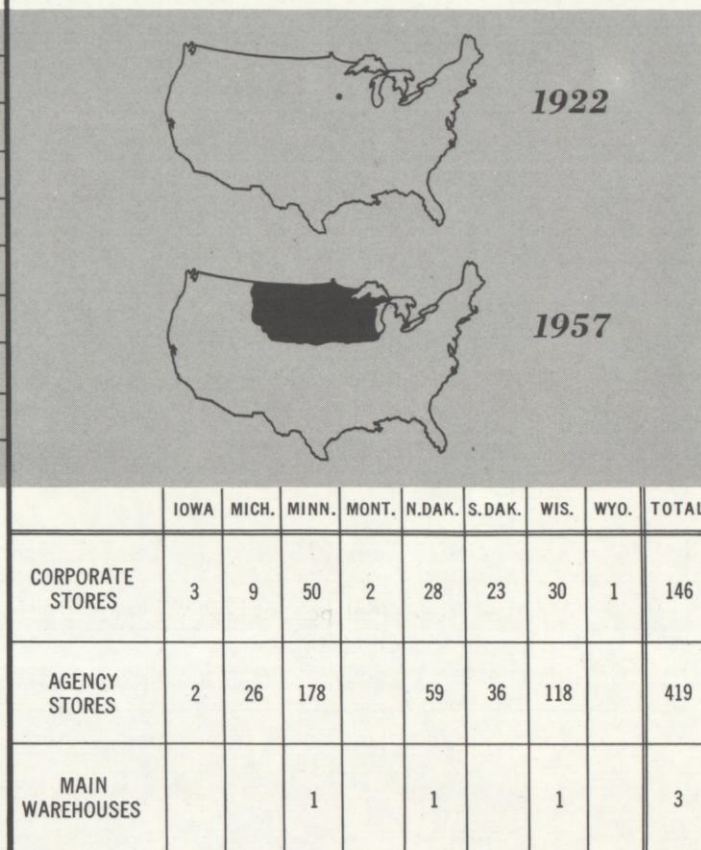 1922
1957
IOWA MICH. MINN. MONT. N.DAK. S.DAK. WIS. WYO. TOTAL
CORPORATE
STORES 3 9 50 2 28 23 30 1 146
AGENCY
STORES 2 26 178 59 36 118 419
MAIN
WAREHOUSES 1 1 1 3